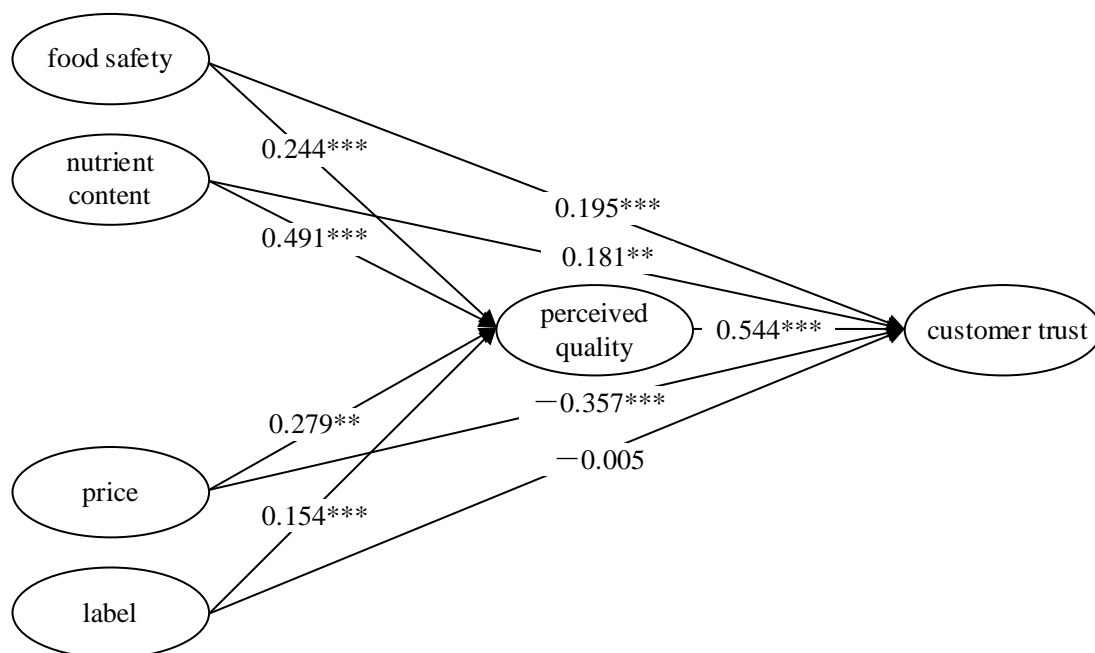 food safety
0.244***
nutrient
content
0.195***
0.491***
0.181**
perceived
quality
0.544***
customer trust
－0.357***
0.279**
－0.005
price
0.154***
label